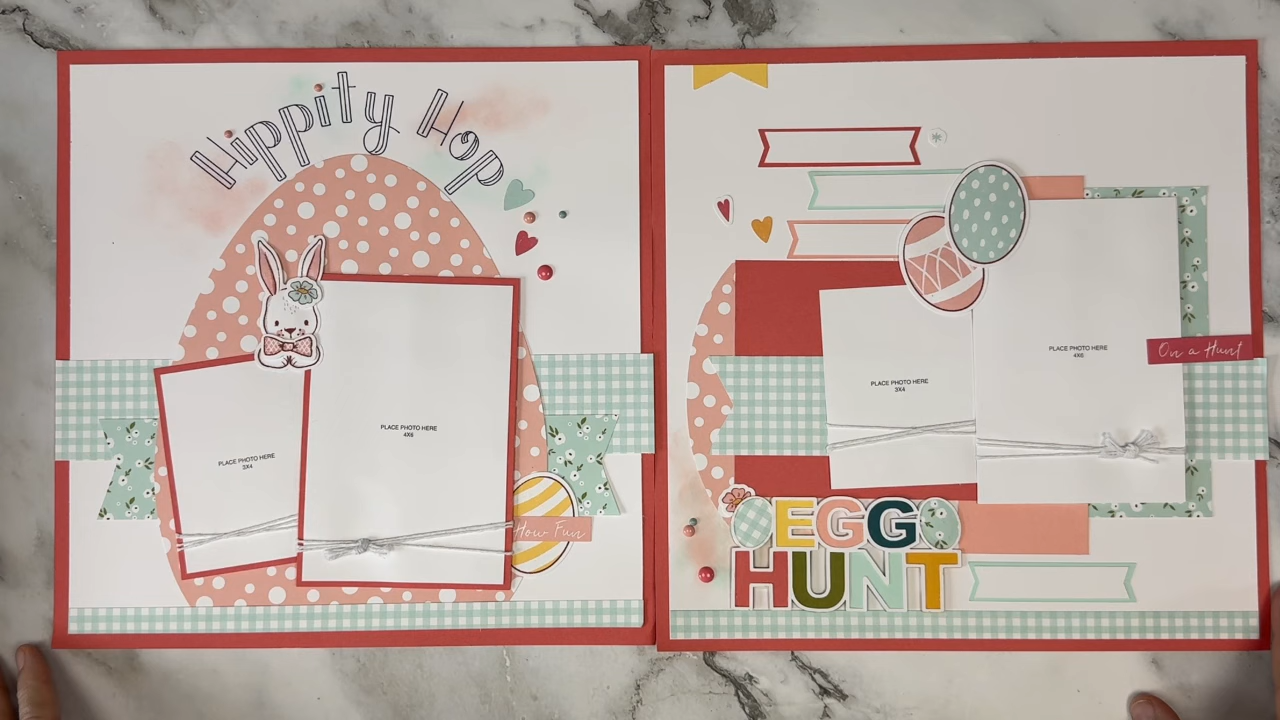 Hippity Hop
PLACE PHOTO HERE
4X6
PLACE PHOTO HERE
3X4
How Fun
PLACE PHOTO HERE
4X6
On a Hunt
PLACE PHOTO HERE
3X4
EGG
HUNT